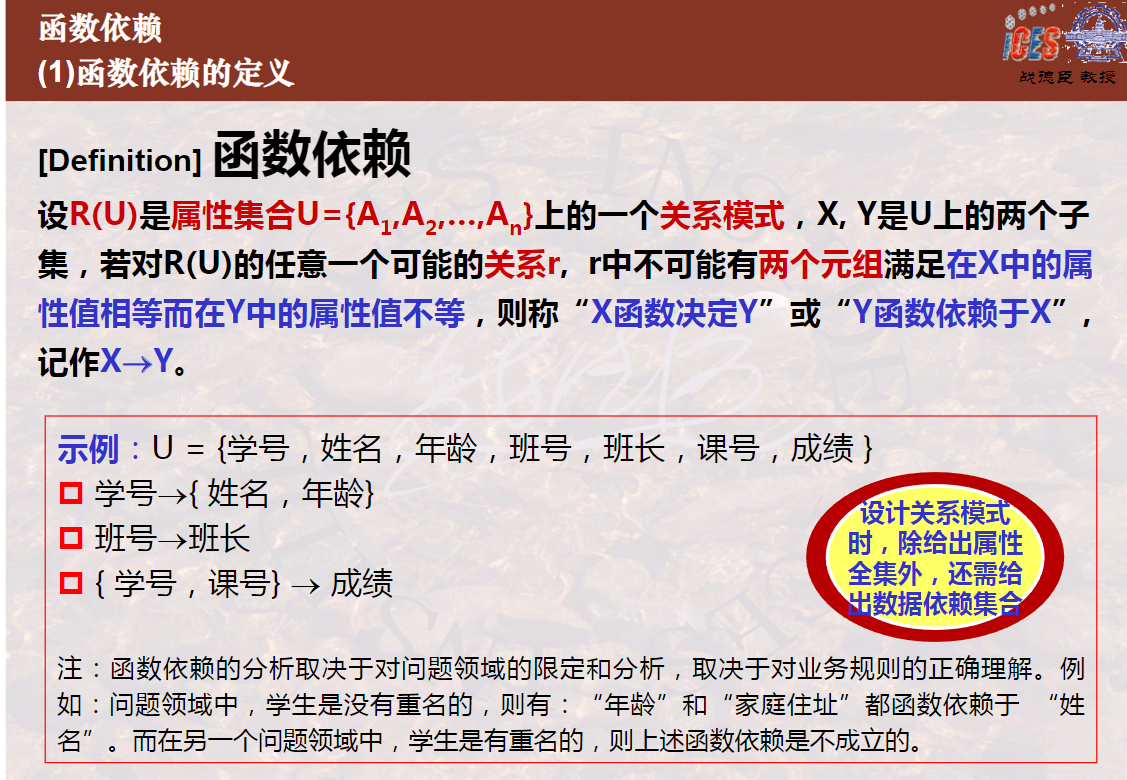 函数依赖
(1)函数依赖的定义
iCES
战德臣 教授
[Definition] 函数依赖
设R(U)是属性集合U={A1,A2,…,An}上的一个关系模式，X, Y是U上的两个子
集，若对R(U)的任意一个可能的关系r, r中不可能有两个元组满足在X中的属
性值相等而在Y中的属性值不等，则称“X函数决定Y”或“Y函数依赖于X”,
记作X→Y。
示例：U = {学号，姓名，年龄，班号，班长，课号，成绩 }
学号→{ 姓名，年龄}
班号→班长
{ 学号，课号} → 成绩
设计关系模式
时，除给出属性
全集外，还需给
出数据依赖集合
注：函数依赖的分析取决于对问题领域的限定和分析，取决于对业务规则的正确理解。例
如：问题领域中，学生是没有重名的，则有：“年龄”和“家庭住址”都函数依赖于 “姓
名”。而在另一个问题领域中，学生是有重名的，则上述函数依赖是不成立的。